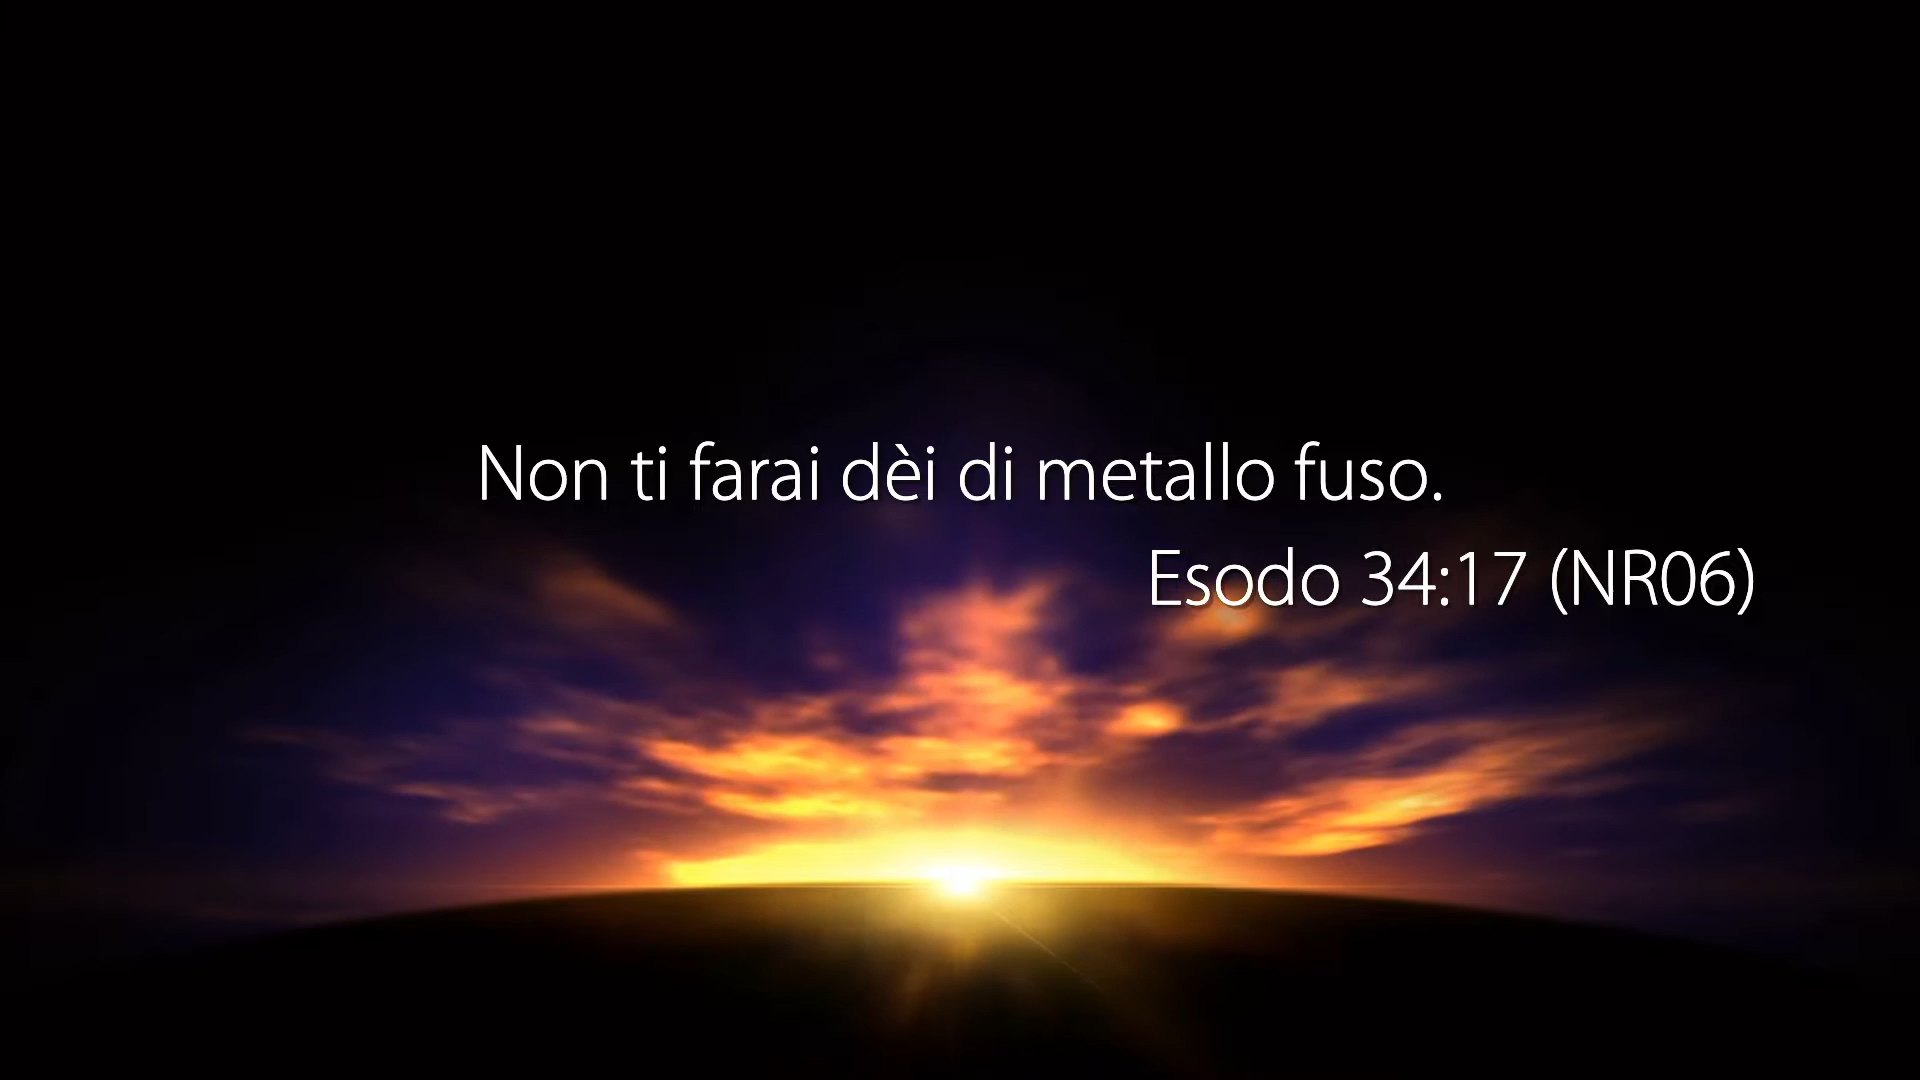 Non ti farai dèi di metallo fuso.
Esodo 34:17 (NR06)